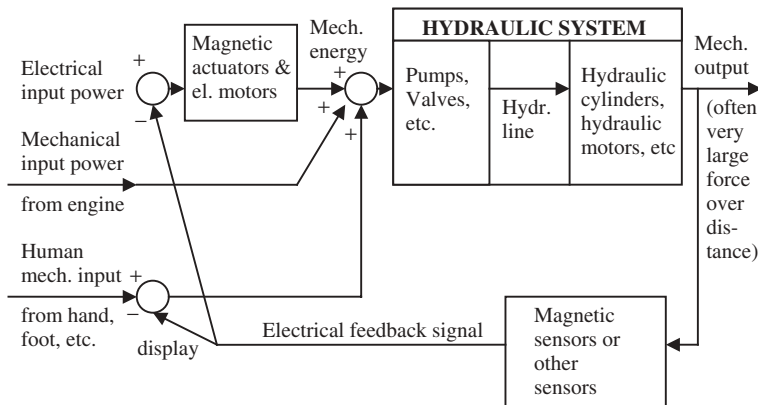 HYDRAULIC SYSTEM
Mech.
energy
Magnetic
actuators &
el. motors
Electrical
input power
+
−
+
+
+
Pumps,
Valves,
etc.
Hydr.
line
Hydraulic
cylinders,
hydraulic
motors, etc
Mech.
output
(often
very
large
force
over
dis-
tance)
Mechanical
input power
from engine
Human
mech. input
+
−
from hand,
foot, etc.
display
Electrical feedback signal
Magnetic
sensors or
other
sensors